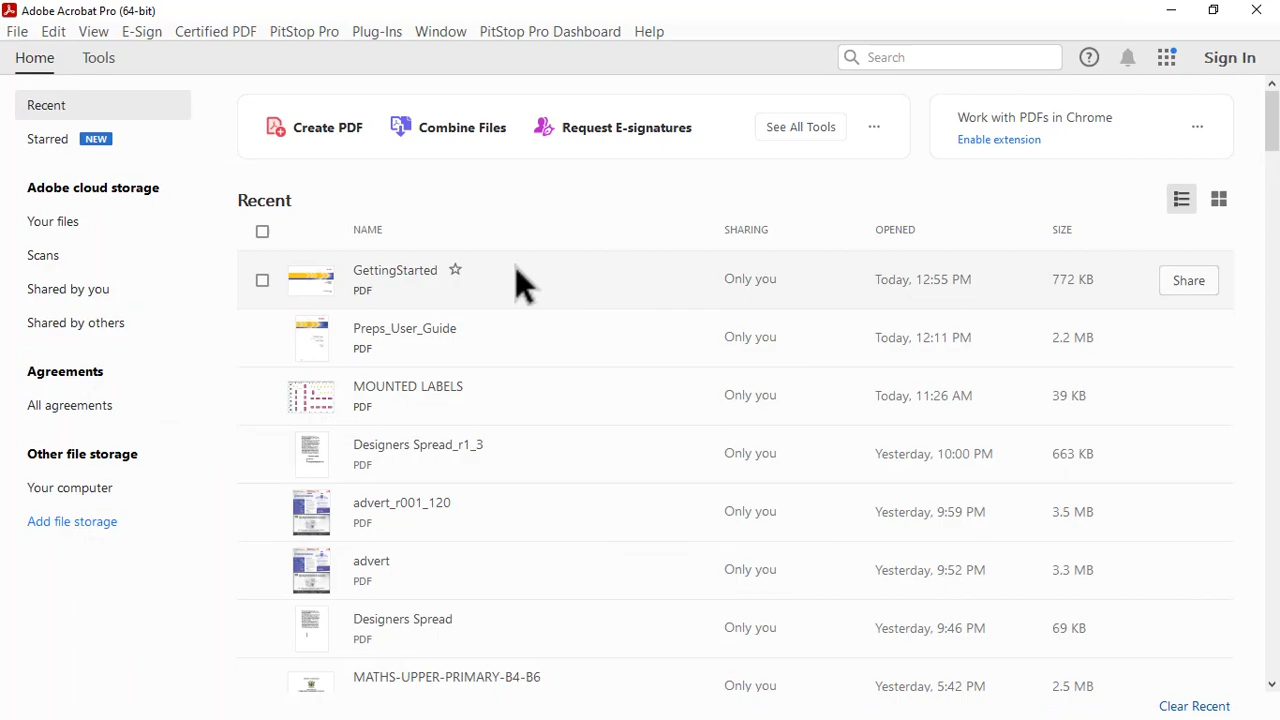 Adobe Acrobat Pro (64-bit)
File Edit View E-Sign Certified PDF PitStop Pro Plug-Ins Window PitStop Pro Dashboard Help
Home Tools Search Sign In
Recent
Starred NEW
Adobe cloud storage
Your files
Scans
Shared by you
Shared by others
Agreements
All agreements
Other file storage
Your computer
Add file storage
Create PDF Combine Files Request E-signatures See All Tools
Work with PDFs in Chrome
Enable extension
Recent
NAME SHARING OPENED SIZE
GettingStarted Only you Today, 12:55 PM 772 KB Share
PDF
Preps_User_Guide Only you Today, 12:11 PM 2.2 MB
PDF
MOUNTED LABELS Only you Today, 11:26 AM 39 KB
PDF
Designers Spread_r1_3 Only you Yesterday, 10:00 PM 663 KB
PDF
advert_r001_120 Only you Yesterday, 9:59 PM 3.5 MB
PDF
advert Only you Yesterday, 9:52 PM 3.3 MB
PDF
Designers Spread Only you Yesterday, 9:46 PM 69 KB
PDF
MATHS-UPPER-PRIMARY-B4-B6 Only you Yesterday, 5:42 PM 2.5 MB
Clear Recent